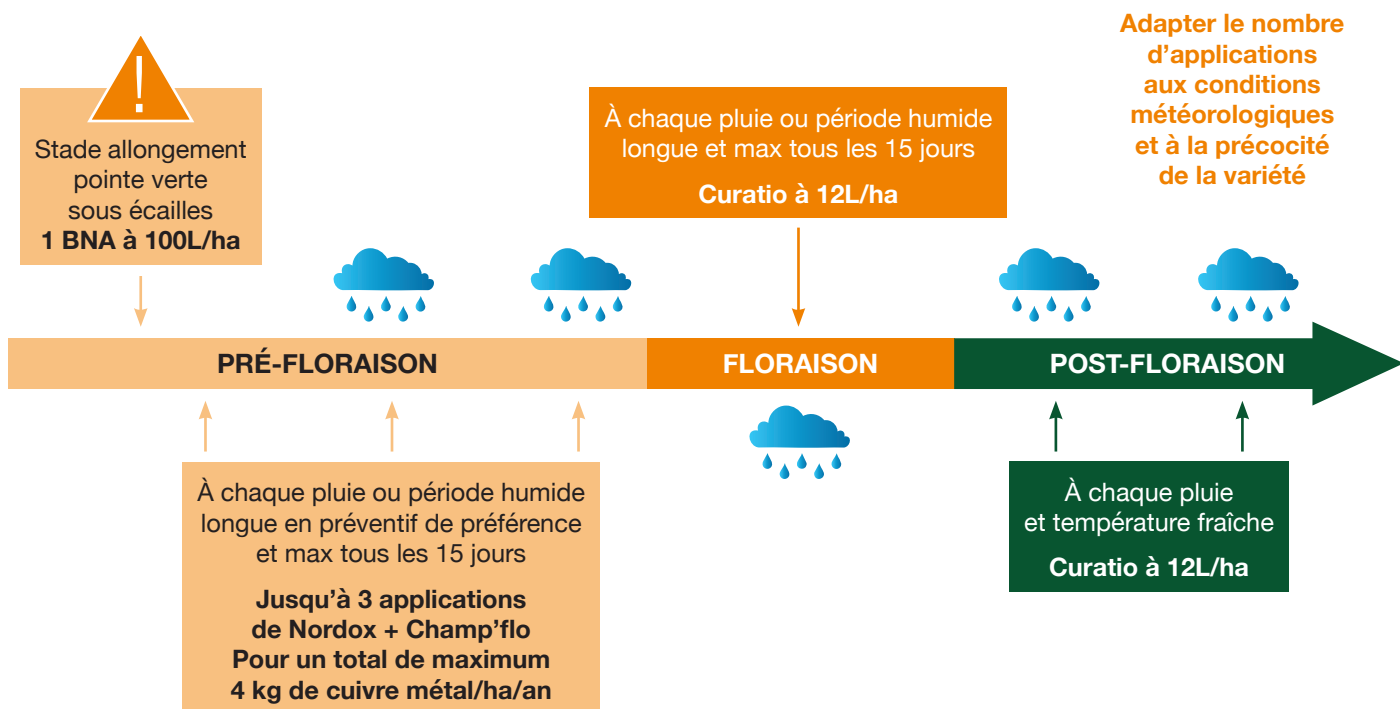 !
Stade allongement
pointe verte
sous écailles
1 BNA à 100L/ha
À chaque pluie ou période humide
longue et max tous les 15 jours
Curatio à 12L/ha
Adapter le nombre
d’applications
aux conditions
météorologiques
et à la précocité
de la variété
PRÉ-FLORAISON
FLORAISON
POST-FLORAISON
À chaque pluie ou période humide
longue en préventif de préférence
et max tous les 15 jours
Jusqu’à 3 applications
de Nordox + Champ’flo
Pour un total de maximum
4 kg de cuivre métal/ha/an
À chaque pluie
et température fraîche
Curatio à 12L/ha